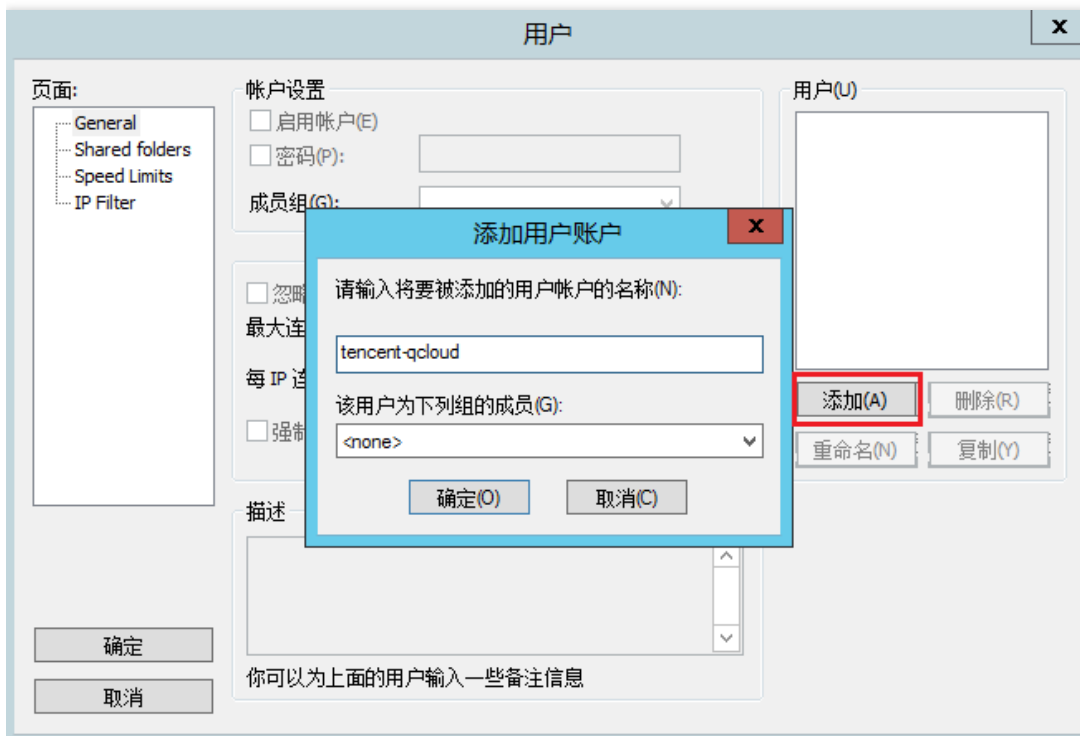 用户
x
页面:
General
Shared folders
Speed Limits
IP Filter
帐户设置
启用帐户(E)
密码(P):
成员组(G):
忽略
最大连
每 IP 连
强制
添加用户账户
x
请输入将要被添加的用户帐户的名称(N):
tencent-qcloud
该用户为下列组的成员(G):
<none>
确定(O)
取消(C)
用户(U)
添加(A)
删除(R)
重命名(N)
复制(Y)
描述
你可以为上面的用户输入一些备注信息
确定
取消